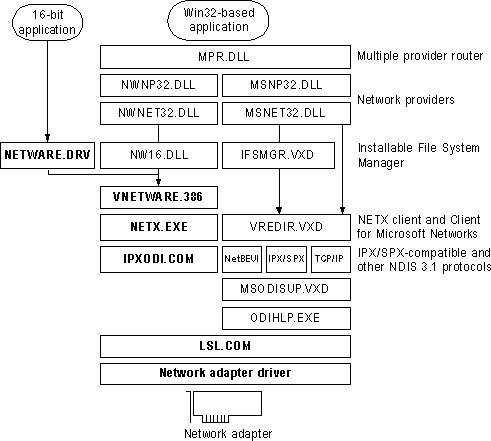 16-bit
application
Win32-based
application
MPR.DLL
Multiple provider router
NWNP32.DLL
MSNP32.DLL
Network providers
NWNET32.DLL
MSNET32.DLL
NETWARE.DRV
NW16.DLL
IFSMGR.VXD
Installable File System
Manager
VNETWARE.386
NETX.EXE
VREDIR.VXD
NETX client and Client
for Microsoft Networks
IPXODI.COM
NetBEUI
IPX/SPX
TCP/IP
IPX/SPX-compatible and
other NDIS 3.1 protocols
MSODISUP.VXD
ODIHLP.EXE
LSL.COM
Network adapter driver
Network adapter